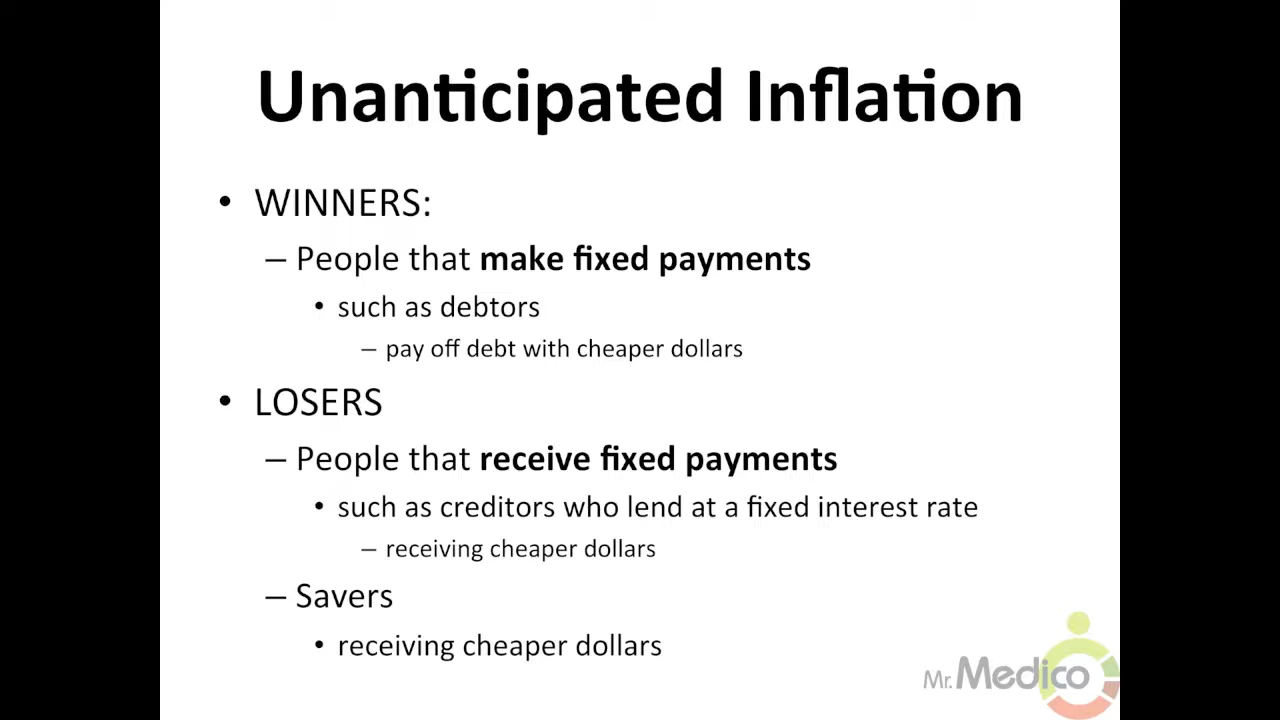 Unanticipated Inflation
• WINNERS:
– People that make fixed payments
• such as debtors
– pay off debt with cheaper dollars
• LOSERS
– People that receive fixed payments
• such as creditors who lend at a fixed interest rate
– receiving cheaper dollars
– Savers
• receiving cheaper dollars
Mr. Medico